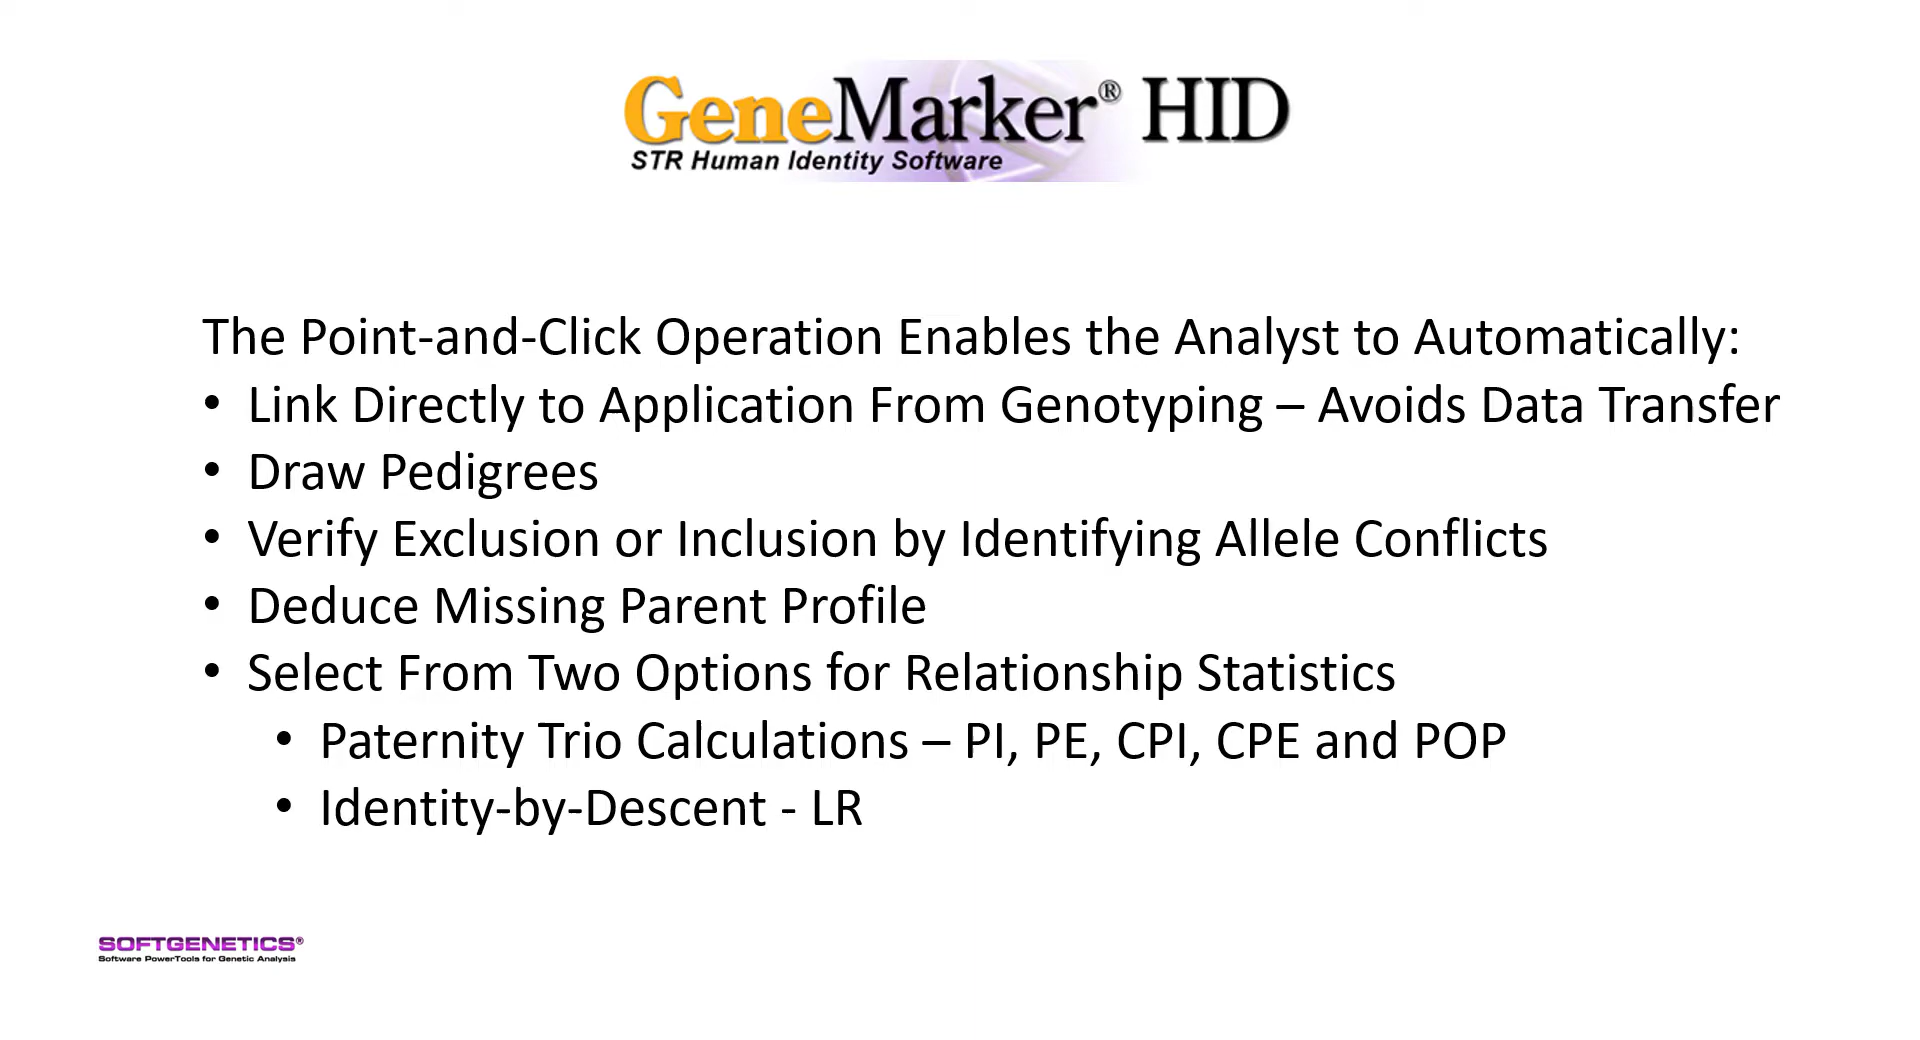 GeneMarker® HID
STR Human Identity Software
The Point-and-Click Operation Enables the Analyst to Automatically:
• Link Directly to Application From Genotyping – Avoids Data Transfer
• Draw Pedigrees
• Verify Exclusion or Inclusion by Identifying Allele Conflicts
• Deduce Missing Parent Profile
• Select From Two Options for Relationship Statistics
• Paternity Trio Calculations – PI, PE, CPI, CPE and POP
• Identity-by-Descent - LR
SOFTGENETICS®
Software PowerTools for Genetic Analysis